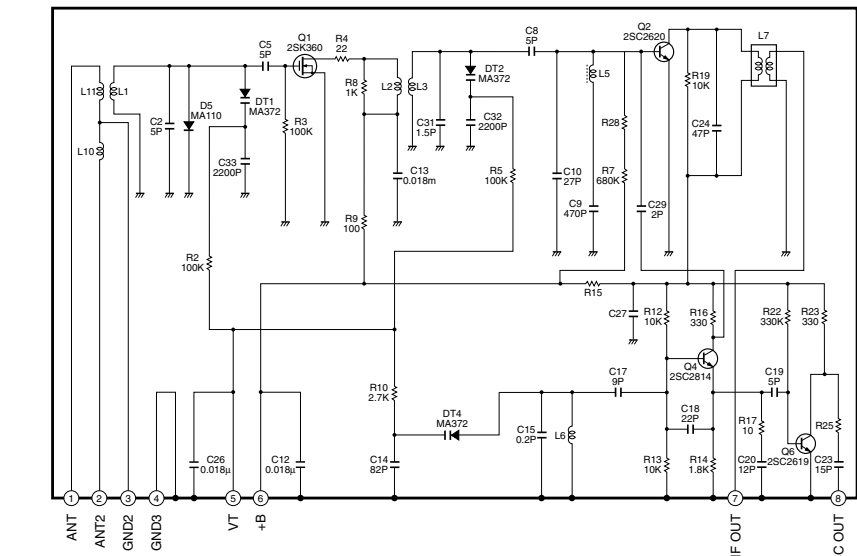 Q1
2SK360
C5
5P
R4
22
C8
5P
Q2
2SC2620
L7
L11
L1
C2
5P
D5
MA110
DT1
MA372
R3
100K
C33
2200P
R8
1K
L2
L3
DT2
MA372
C31
1.5P
C32
2200P
L5
R19
10K
C24
47P
R28
L10
C13
0.018m
R5
100K
C10
27P
R7
680K
C9
470P
C29
2P
R9
100
R2
100K
R15
C27
R12
10K
R16
330
R22
330K
R23
330
Q4
2SC2814
R10
2.7K
C17
9P
C19
5P
DT4
MA372
C15
0.2P
L6
C18
22P
R17
10
R25
C26
0.018μ
C12
0.018μ
C14
82P
R13
10K
R14
1.8K
C20
12P
Q6
2SC2619
C23
15P
1
2
3
4
5
6
7
8
ANT
ANT2
GND2
GND3
VT
+B
IF OUT
C OUT